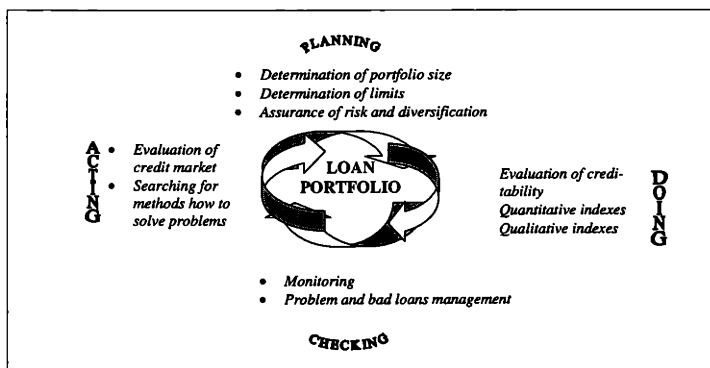 PLANNING
• Determination of portfolio size
• Determination of limits
• Assurance of risk and diversification
ACTING
• Evaluation of
credit market
• Searching for
methods how to
solve problems
LOAN
PORTFOLIO
Evaluation of credi-
tability
Quantitative indexes
Qualitative indexes
DOING
• Monitoring
• Problem and bad loans management
CHECKING